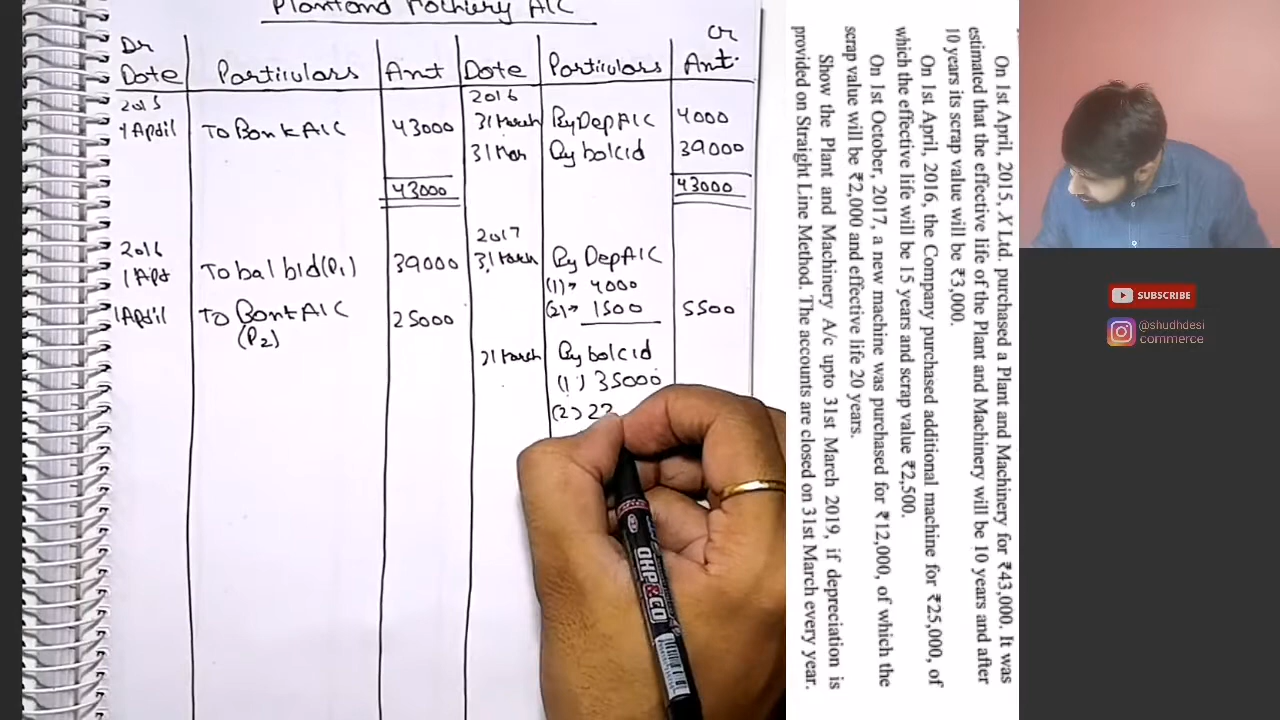 Plantand Machinery A/C
Dr
Cr
Date Particulars Amt Date Particulars Amt.
2015
1 April To Bank A/C 43000
2016
31 March By Dep A/C 4000
31 Mar By balc/d 39000
43000
43000
2016
1 Apr To bal b/d (P1) 39000
1 April To Bank A/C 25000
(P2)
2017
31 March By Dep A/C
(1)→ 4000
(2)→ 1500 5500
31 March By balc/d
(1) 35000
(2) 23
OHP&CD
On 1st April, 2015, X Ltd. purchased a Plant and Machinery for ₹43,000. It was
estimated that the effective life of the Plant and Machinery will be 10 years and after
10 years its scrap value will be ₹3,000.
On 1st April, 2016, the Company purchased additional machine for ₹25,000, of
which the effective life will be 15 years and scrap value ₹2,500.
On 1st October, 2017, a new machine was purchased for ₹12,000, of which the
scrap value will be ₹2,000 and effective life 20 years.
Show the Plant and Machinery A/c upto 31st March 2019, if depreciation is
provided on Straight Line Method. The accounts are closed on 31st March every year.
SUBSCRIBE
@shudhdesi
commerce